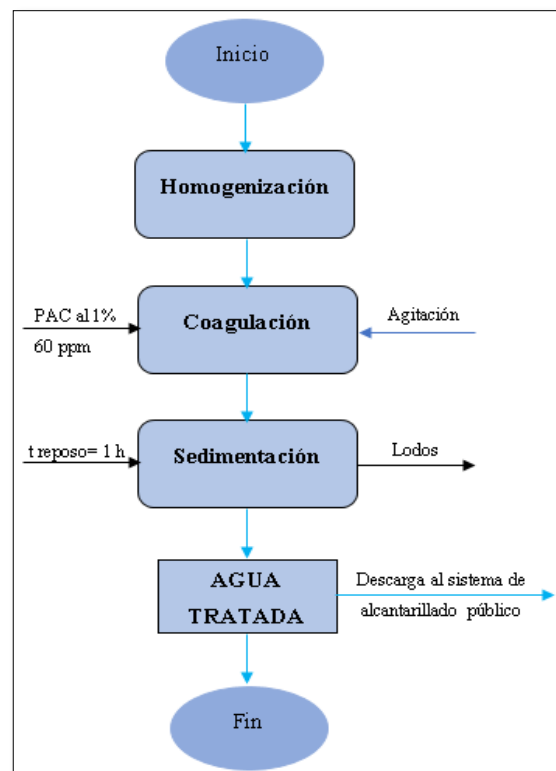 Inicio
Homogenización
PAC al 1%
60 ppm
Coagulación
Agitación
t reposo= 1 h
Sedimentación
Lodos
AGUA
TRATADA
Descarga al sistema de
alcantarillado público
Fin